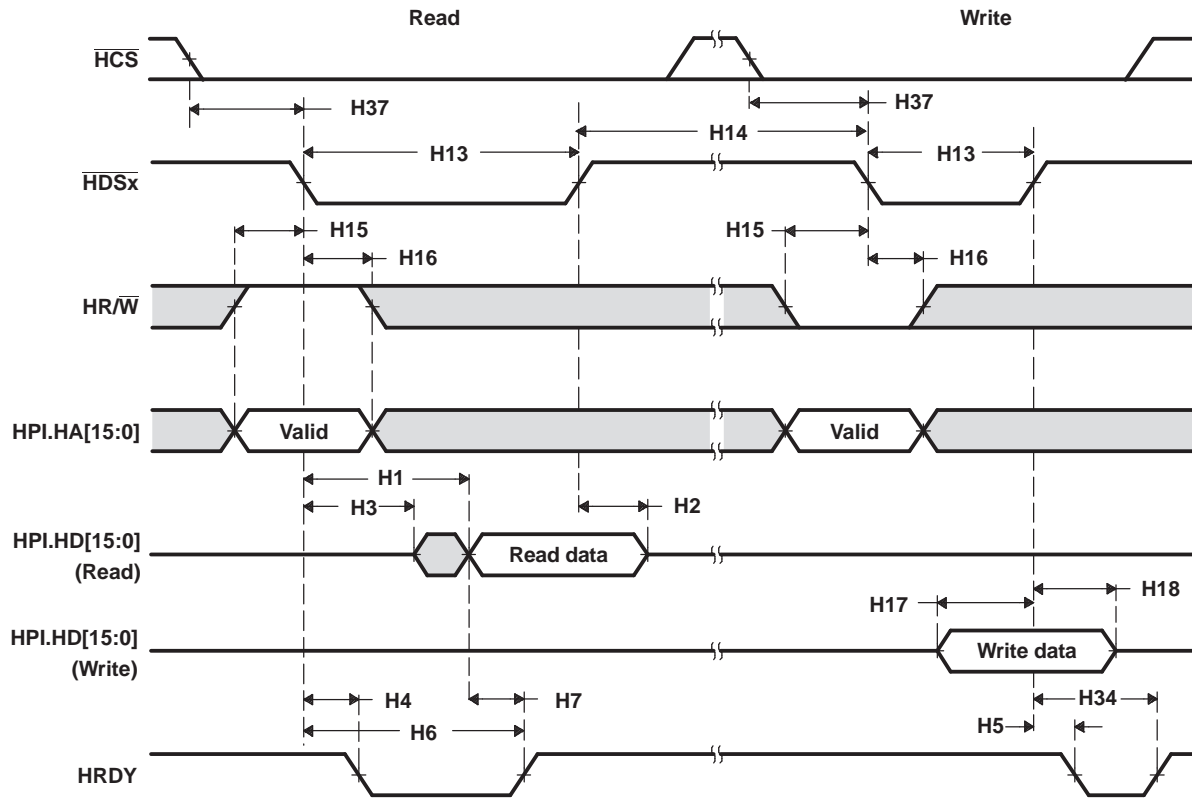 Read Write
HCS
H37 H37
H14
H13 H13
HDSx
H15 H15
H16 H16
HR/W
HPI.HA[15:0] Valid Valid
H1
H3 H2
HPI.HD[15:0]
(Read)
Read data
H17 H18
HPI.HD[15:0]
(Write)
Write data
H4 H7 H34
H6 H5
HRDY